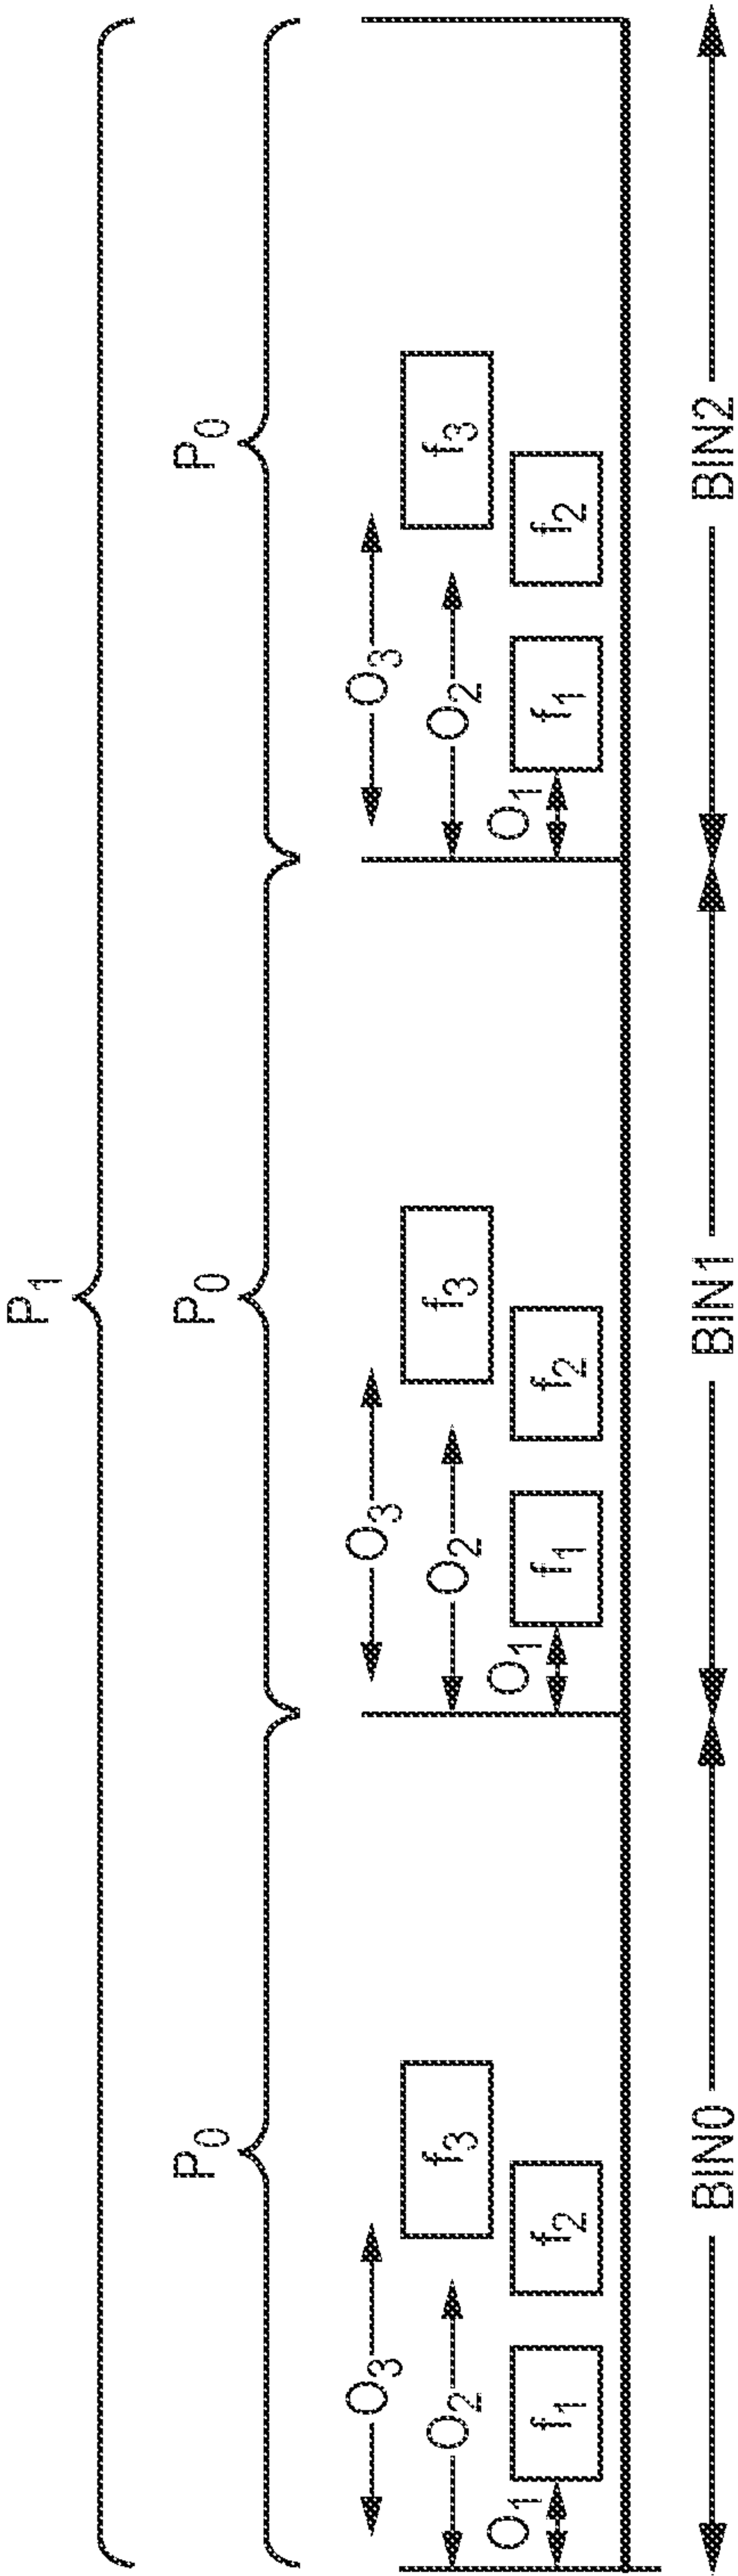 P₁
P₀ P₀ P₀
O₃ O₃ O₃
O₂ f₃ O₂ f₃ O₂ f₃
O₁ f₁ f₂ O₁ f₁ f₂ O₁ f₁ f₂
BIN0 BIN1 BIN2